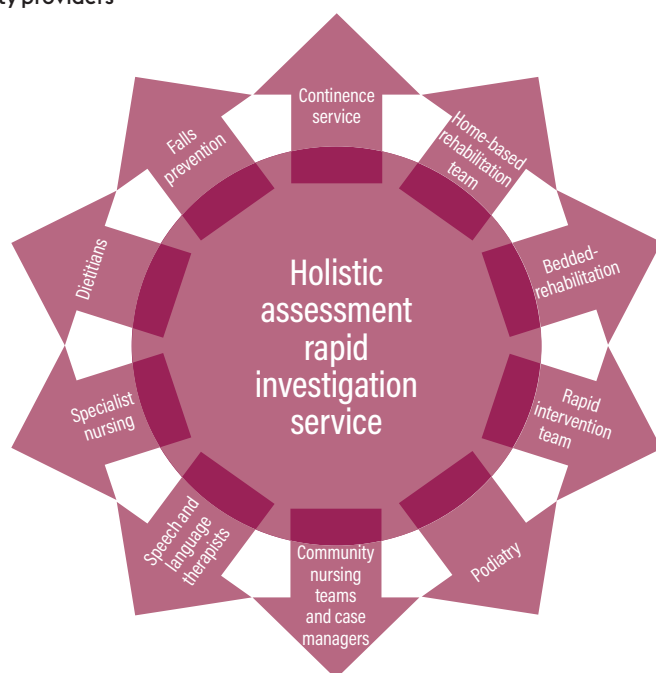 ty providers
Continence
service
Home-based
rehabilitation
team
Bedded-
rehabilitation
Rapid
intervention
team
Podiatry
Community
nursing
teams
and case
managers
Speech and
language
therapists
Specialist
nursing
Dietitians
Falls
prevention
Holistic
assessment
rapid
investigation
service